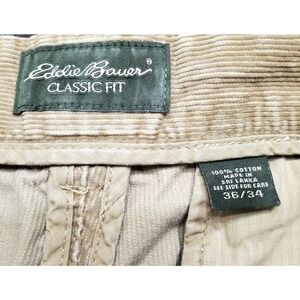 Eddie Bauer®
CLASSIC FIT
100% COTTON
MADE IN
SRI LANKA
SEE SIDE FOR CARE
36/34